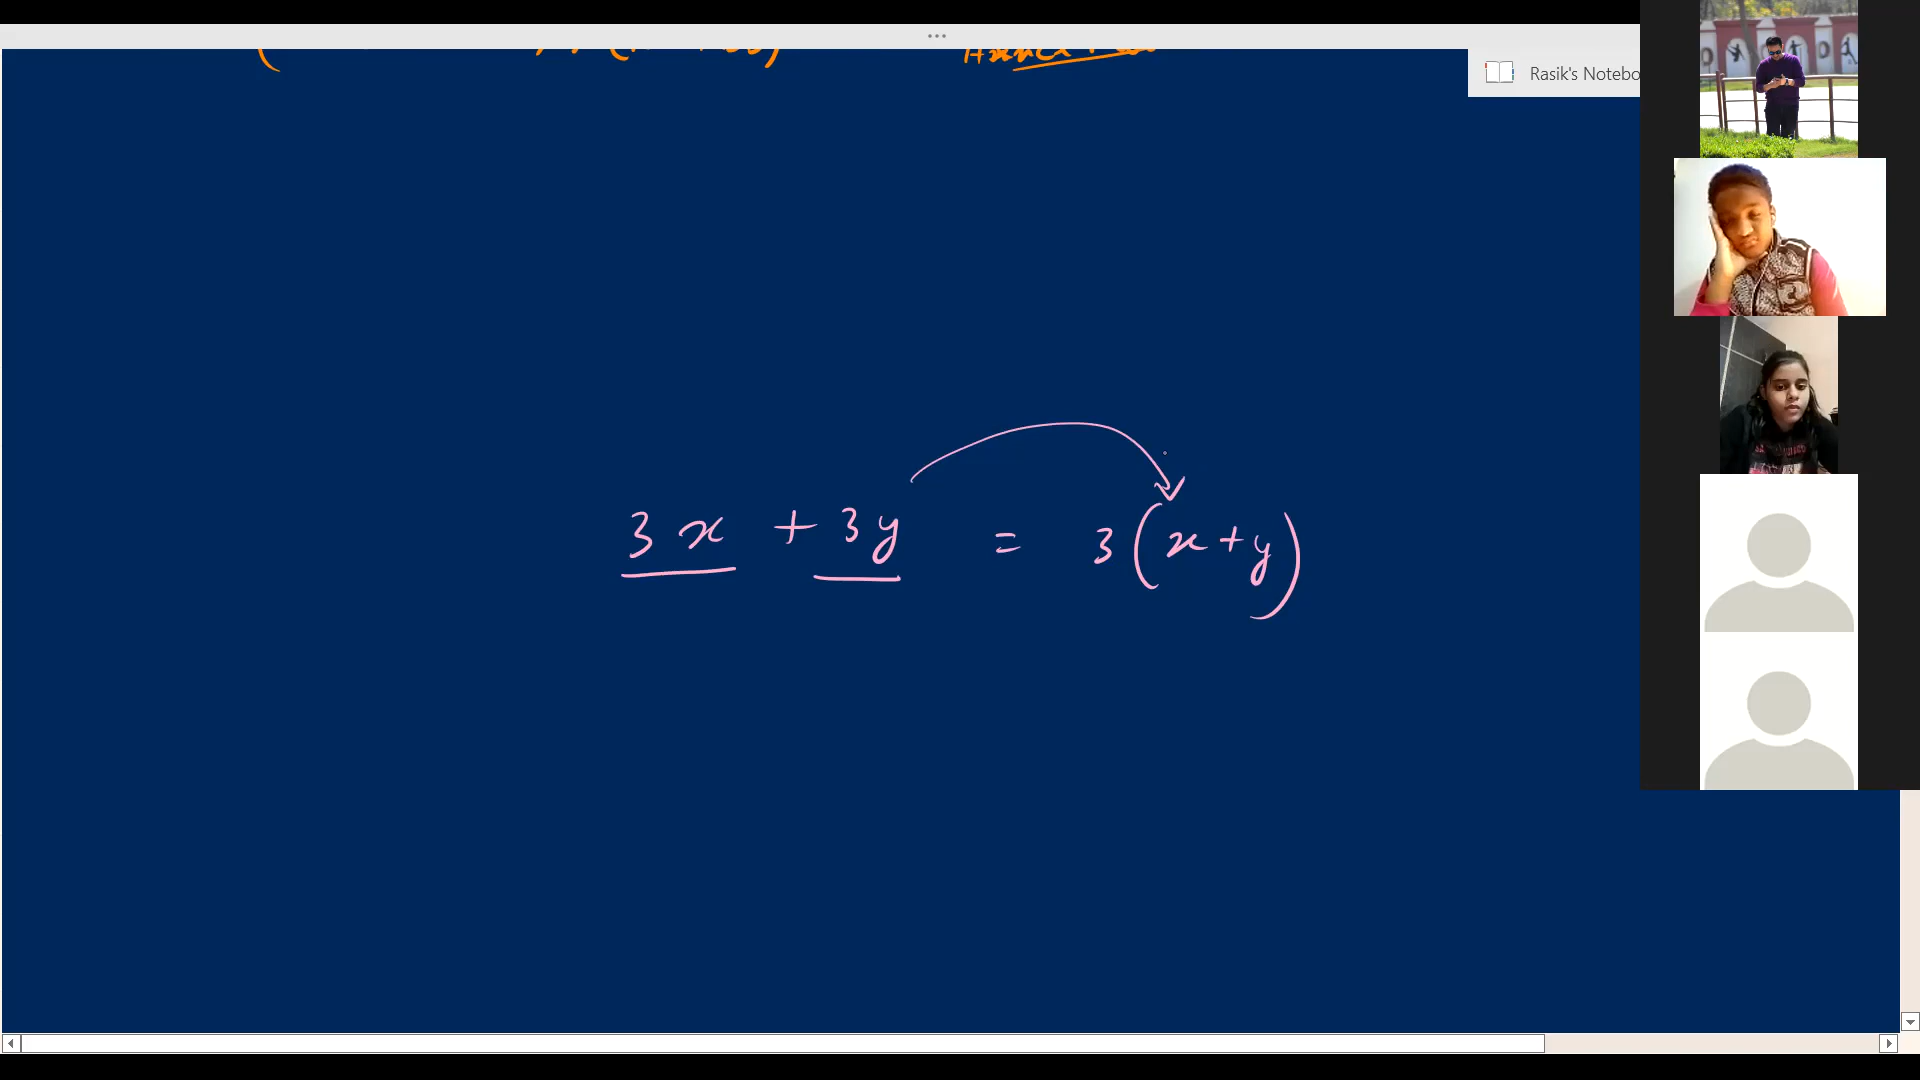 Rasik's Notebo
3x + 3y = 3(x+y)